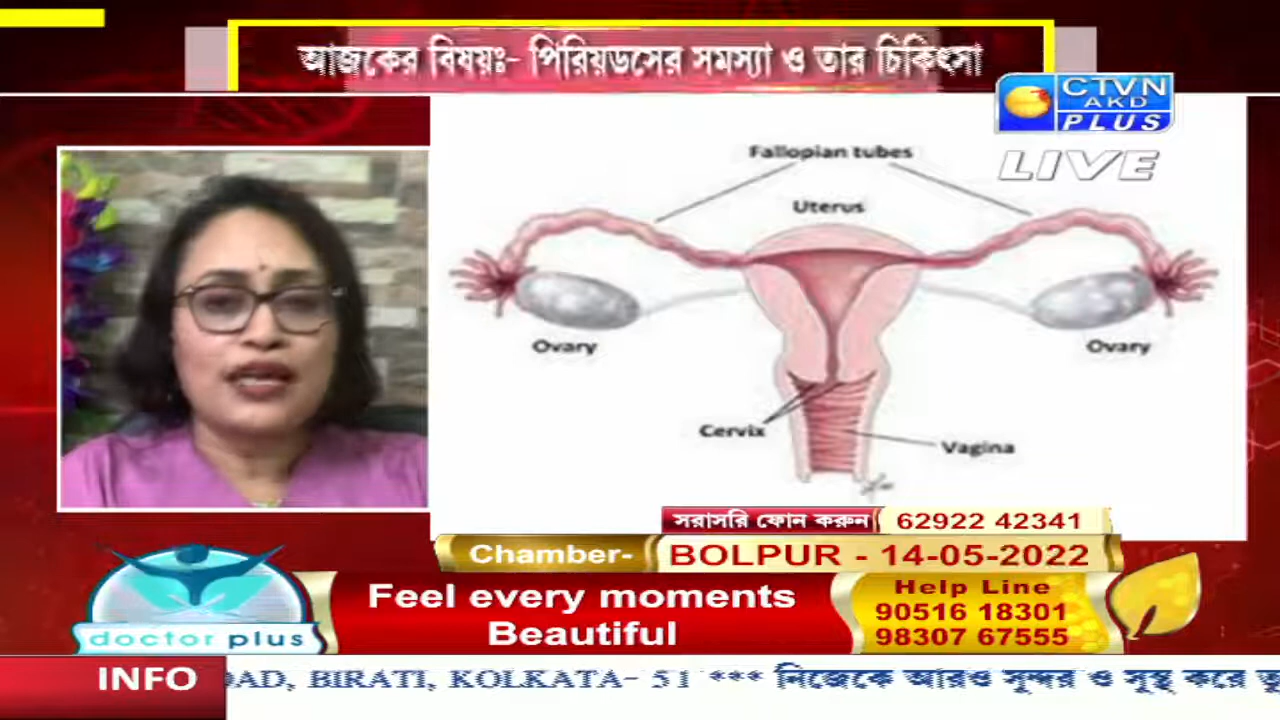 আজকের বিষয়ঃ- পিরিয়ডসের সমস্যা ও তার চিকিৎসা
CTVN
AKD
PLUS
LIVE
Fallopian tubes
Uterus
Ovary
Ovary
Cervix
Vagina
সরাসরি ফোন করুন 62922 42341
Chamber- BOLPUR - 14-05-2022
Feel every moments
Beautiful
Help Line
90516 18301
98307 67555
doctor plus
INFO
OAD, BIRATI, KOLKATA- 51 *** নিজেকে আরও সুন্দর ও সুস্থ করে